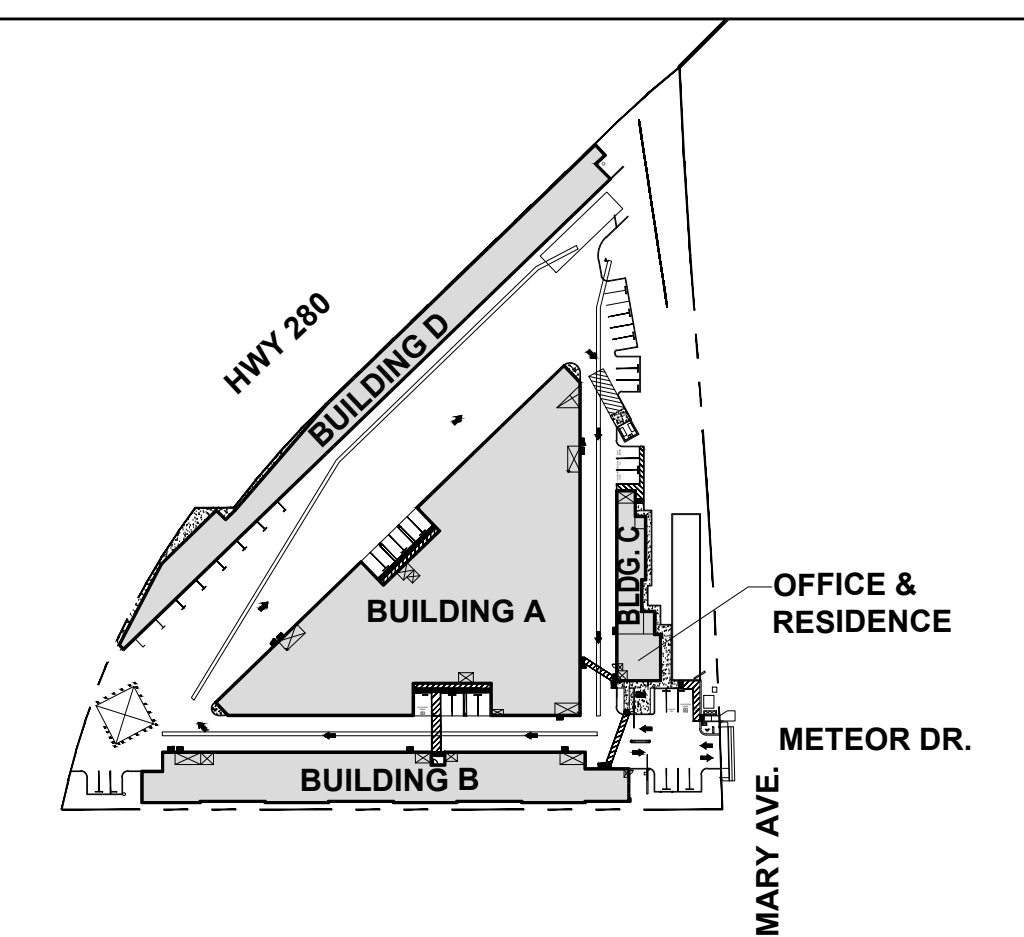 HWY 280
BUILDING D
BUILDING A
BLDG. C
OFFICE &
RESIDENCE
METEOR DR.
BUILDING B
MARY AVE.